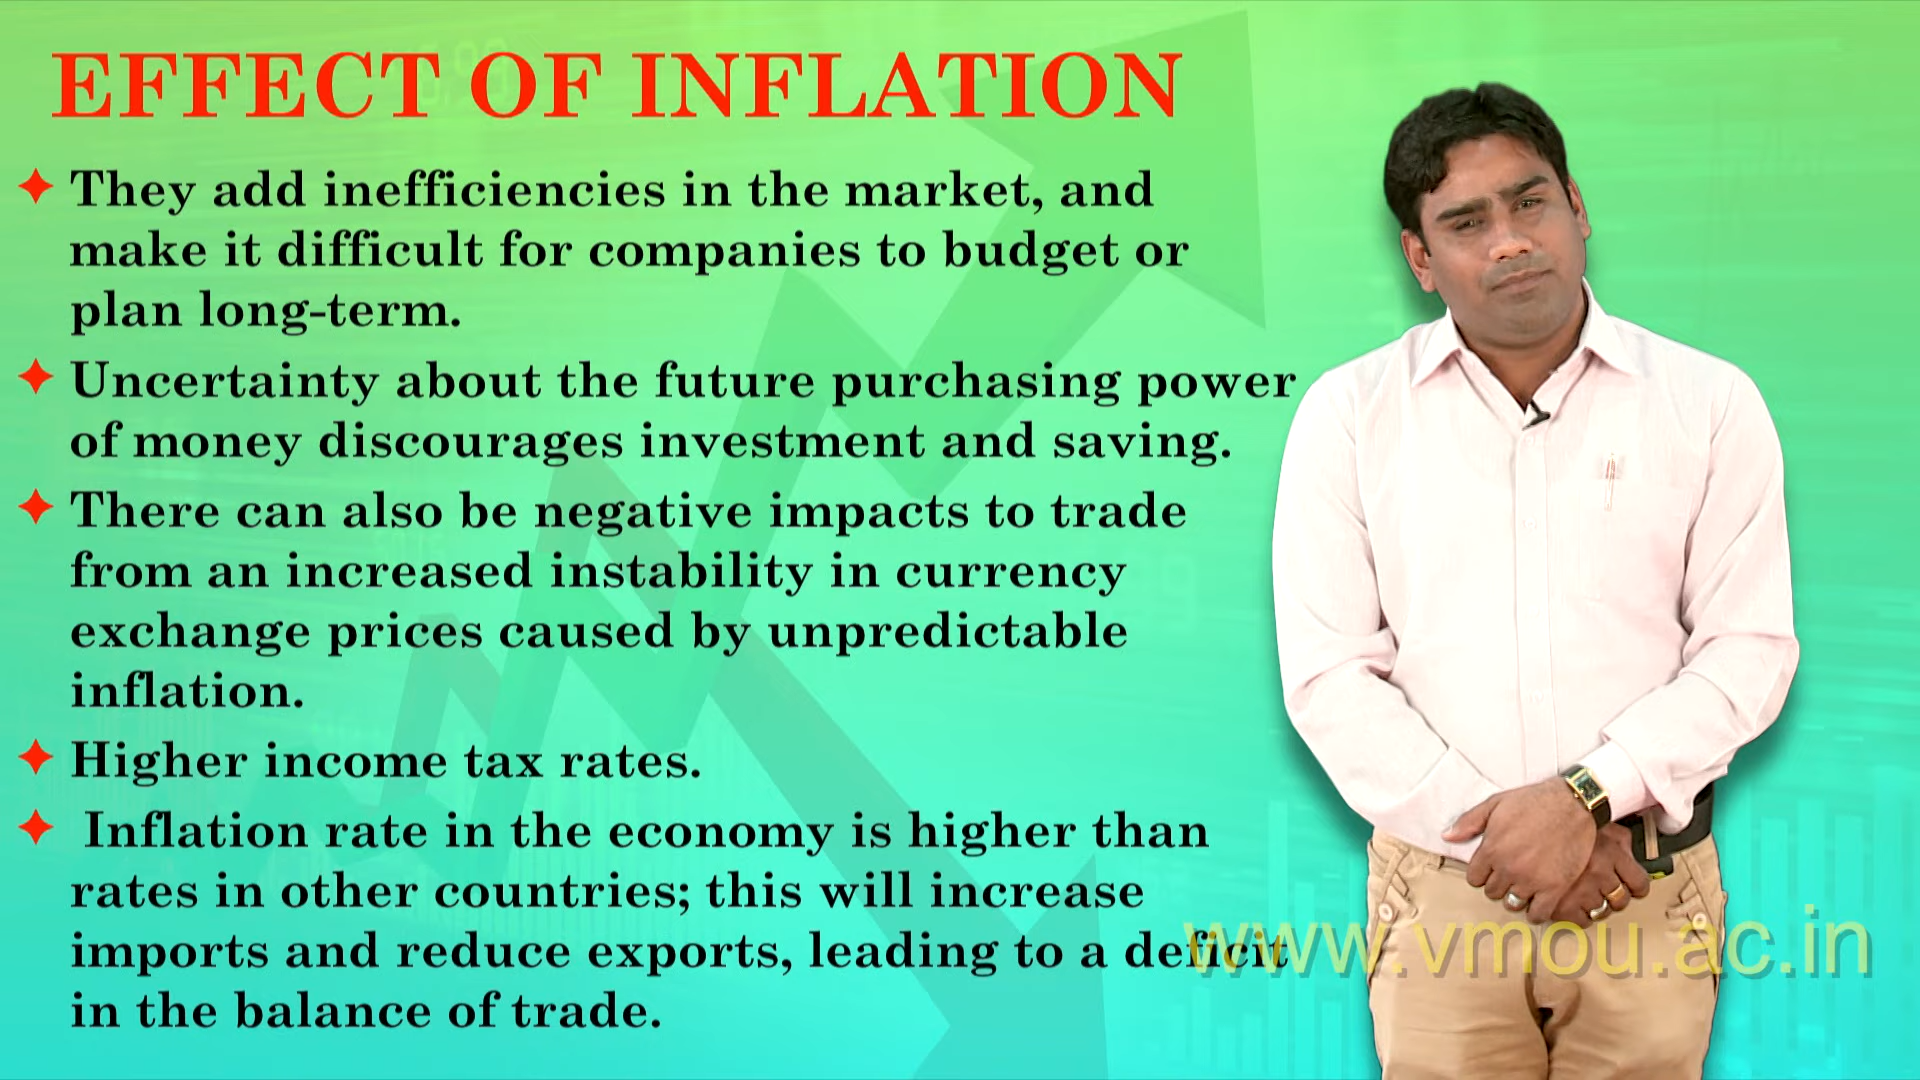 EFFECT OF INFLATION
They add inefficiencies in the market, and
make it difficult for companies to budget or
plan long-term.
Uncertainty about the future purchasing power
of money discourages investment and saving.
There can also be negative impacts to trade
from an increased instability in currency
exchange prices caused by unpredictable
inflation.
Higher income tax rates.
Inflation rate in the economy is higher than
rates in other countries; this will increase
imports and reduce exports, leading to a deficit
in the balance of trade.
www.vmou.ac.in